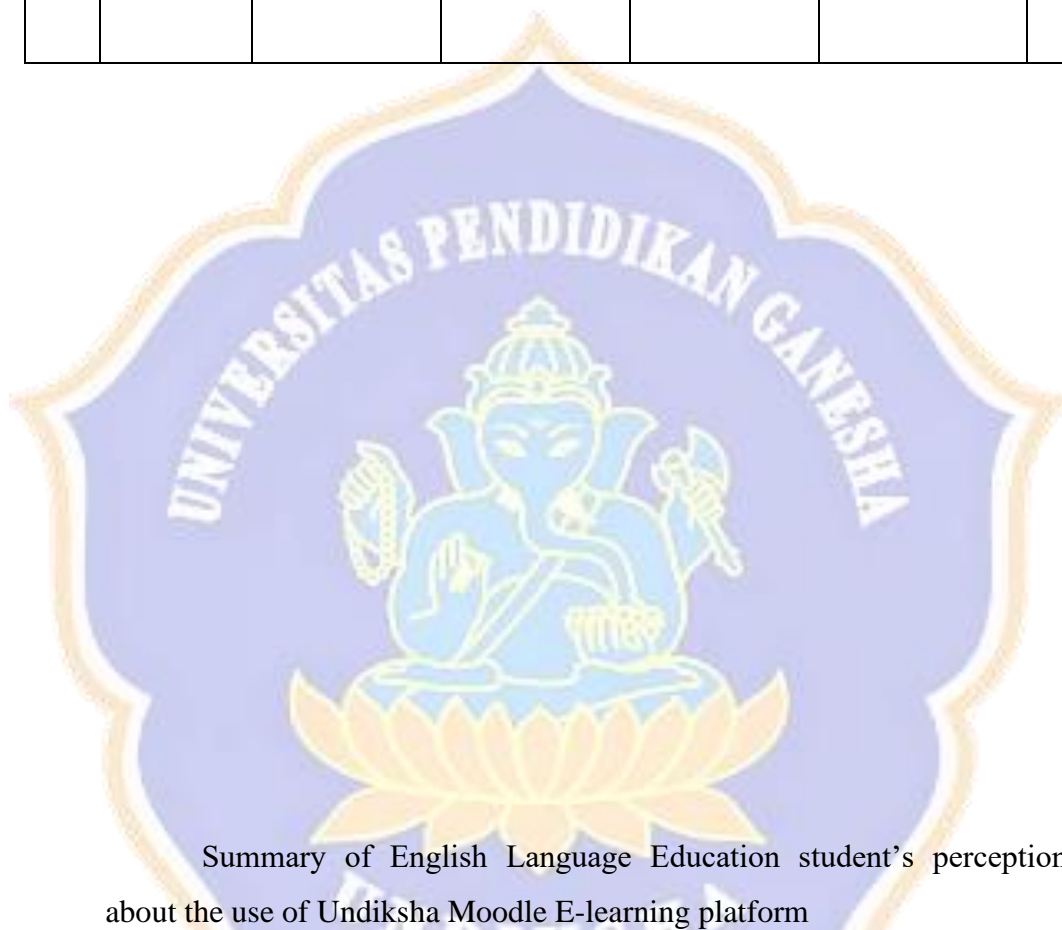 UNIVERSITAS PENDIDIKAN GANESHA
Summary of English Language Education student's perception
about the use of Undiksha Moodle E-learning platform